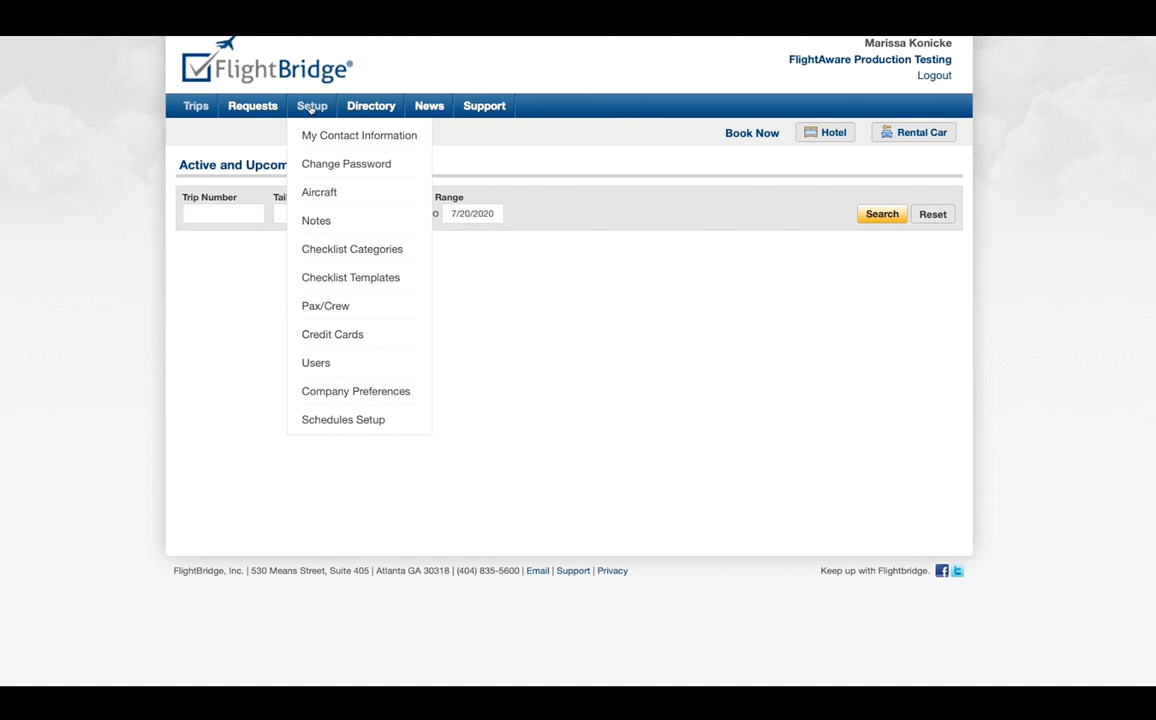 Marissa Konicke
FlightBridge®
FlightAware Production Testing
Logout
Trips Requests Setup Directory News Support
Book Now Hotel Rental Car
My Contact Information
Change Password
Aircraft
Notes
Checklist Categories
Checklist Templates
Pax/Crew
Credit Cards
Users
Company Preferences
Schedules Setup
Active and Upcom
Trip Number Tai Range
o 7/20/2020 Search Reset
FlightBridge, Inc. | 530 Means Street, Suite 405 | Atlanta GA 30318 | (404) 835-5600 | Email | Support | Privacy
Keep up with Flightbridge.